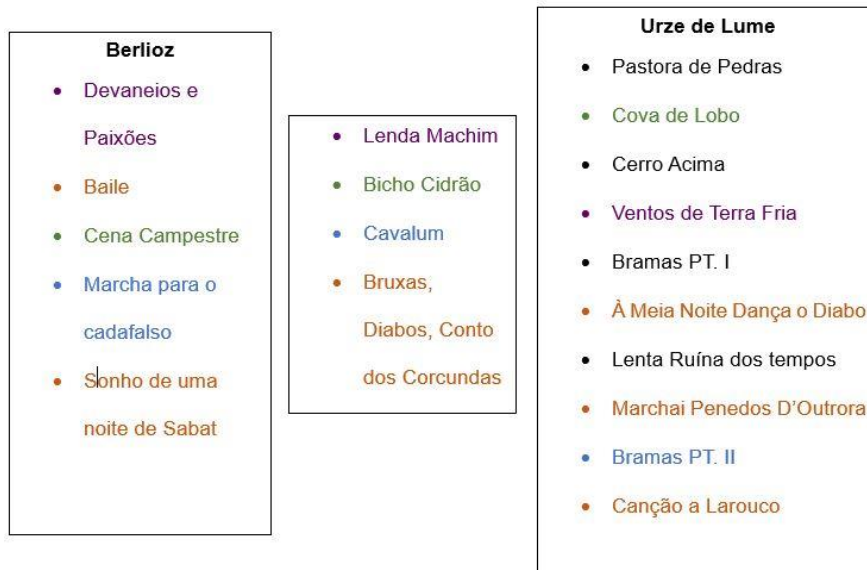 Berlioz
Devaneios e
Paixões
Baile
Cena Campestre
Marcha para o
cadafalso
Sonho de uma
noite de Sabat
Lenda Machim
Bicho Cidrão
Cavalum
Bruxas,
Diabos, Conto
dos Corcundas
Urze de Lume
Pastora de Pedras
Cova de Lobo
Cerro Acima
Ventos de Terra Fria
Bramas PT. I
À Meia Noite Dança o Diabo
Lenta Ruína dos tempos
Marchai Penedos D'Outrora
Bramas PT. II
Canção a Larouco